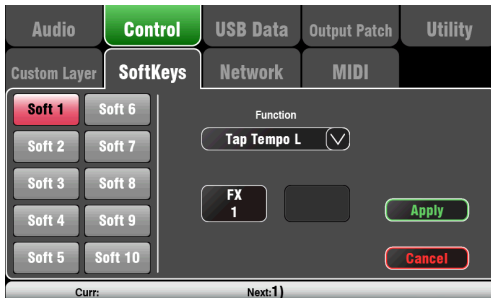 Audio Control USB Data Output Patch Utility
Custom Layer SoftKeys Network MIDI
Soft 1 Soft 6
Function
Soft 2 Soft 7
Tap Tempo L
Soft 3 Soft 8
FX
1
Soft 4 Soft 9
Apply
Soft 5 Soft 10
Cancel
Curr: Next:1)